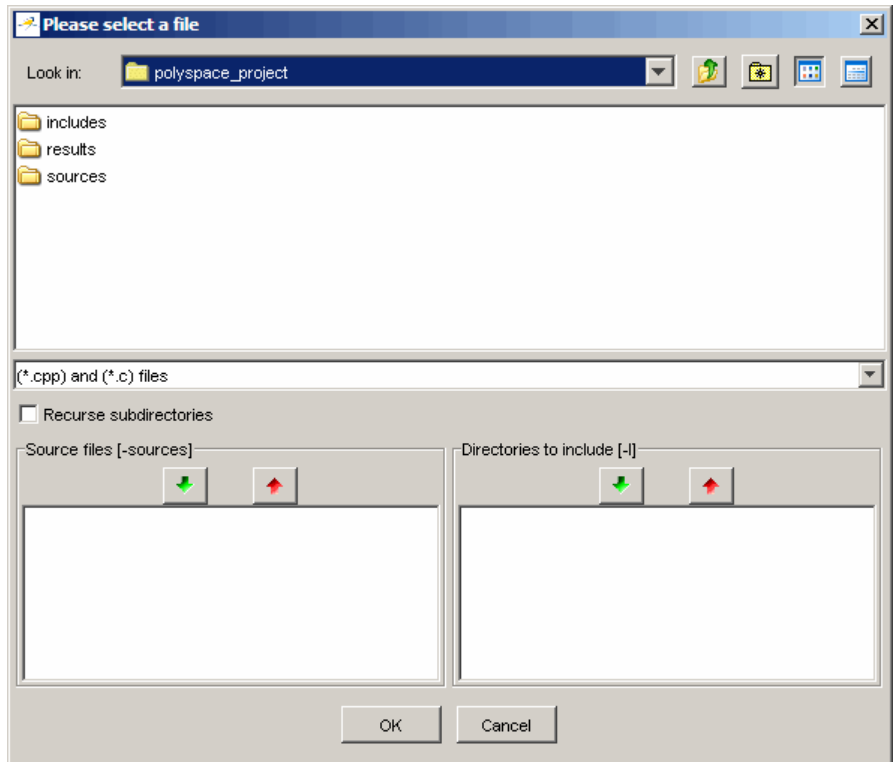 Please select a file
Look in: polyspace_project
includes
results
sources
(*.cpp) and (*.c) files
Recurse subdirectories
Source files [-sources] Directories to include [-I]
OK Cancel